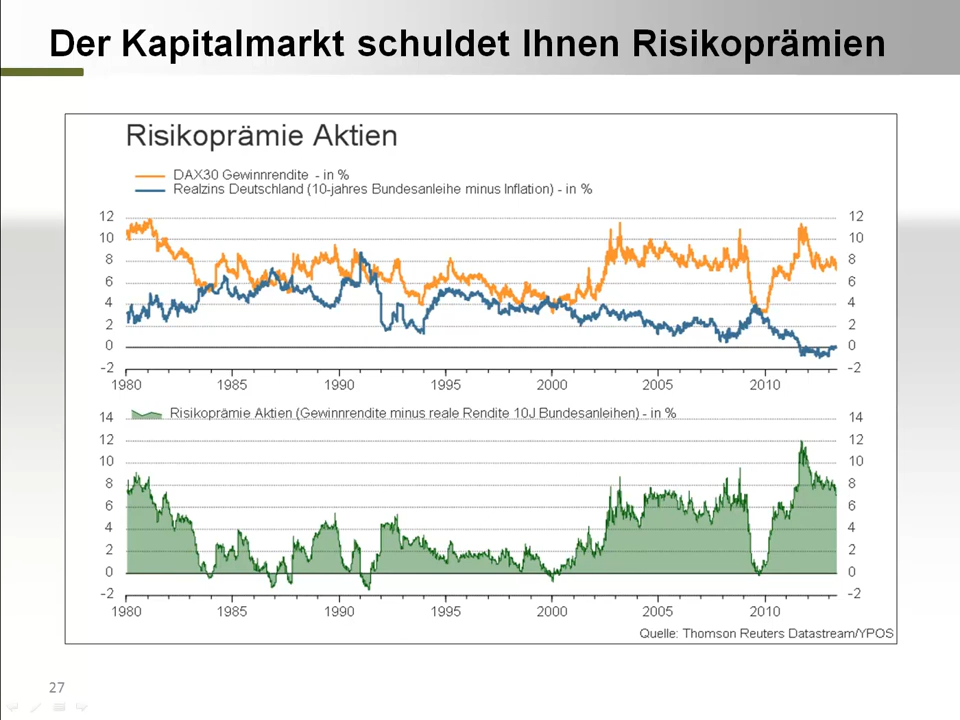 Der Kapitalmarkt schuldet Ihnen Risikoprämien
Risikoprämie Aktien
DAX30 Gewinnrendite - in %
Realzins Deutschland (10-jahres Bundesanleihe minus Inflation) - in %
12 12
10 10
8 8
6 6
4 4
2 2
0 0
-2 -2
1980 1985 1990 1995 2000 2005 2010
Risikoprämie Aktien (Gewinnrendite minus reale Rendite 10J Bundesanleihen) - in %
14 14
12 12
10 10
8 8
6 6
4 4
2 2
0 0
-2 -2
1980 1985 1990 1995 2000 2005 2010
Quelle: Thomson Reuters Datastream/YPOS
27